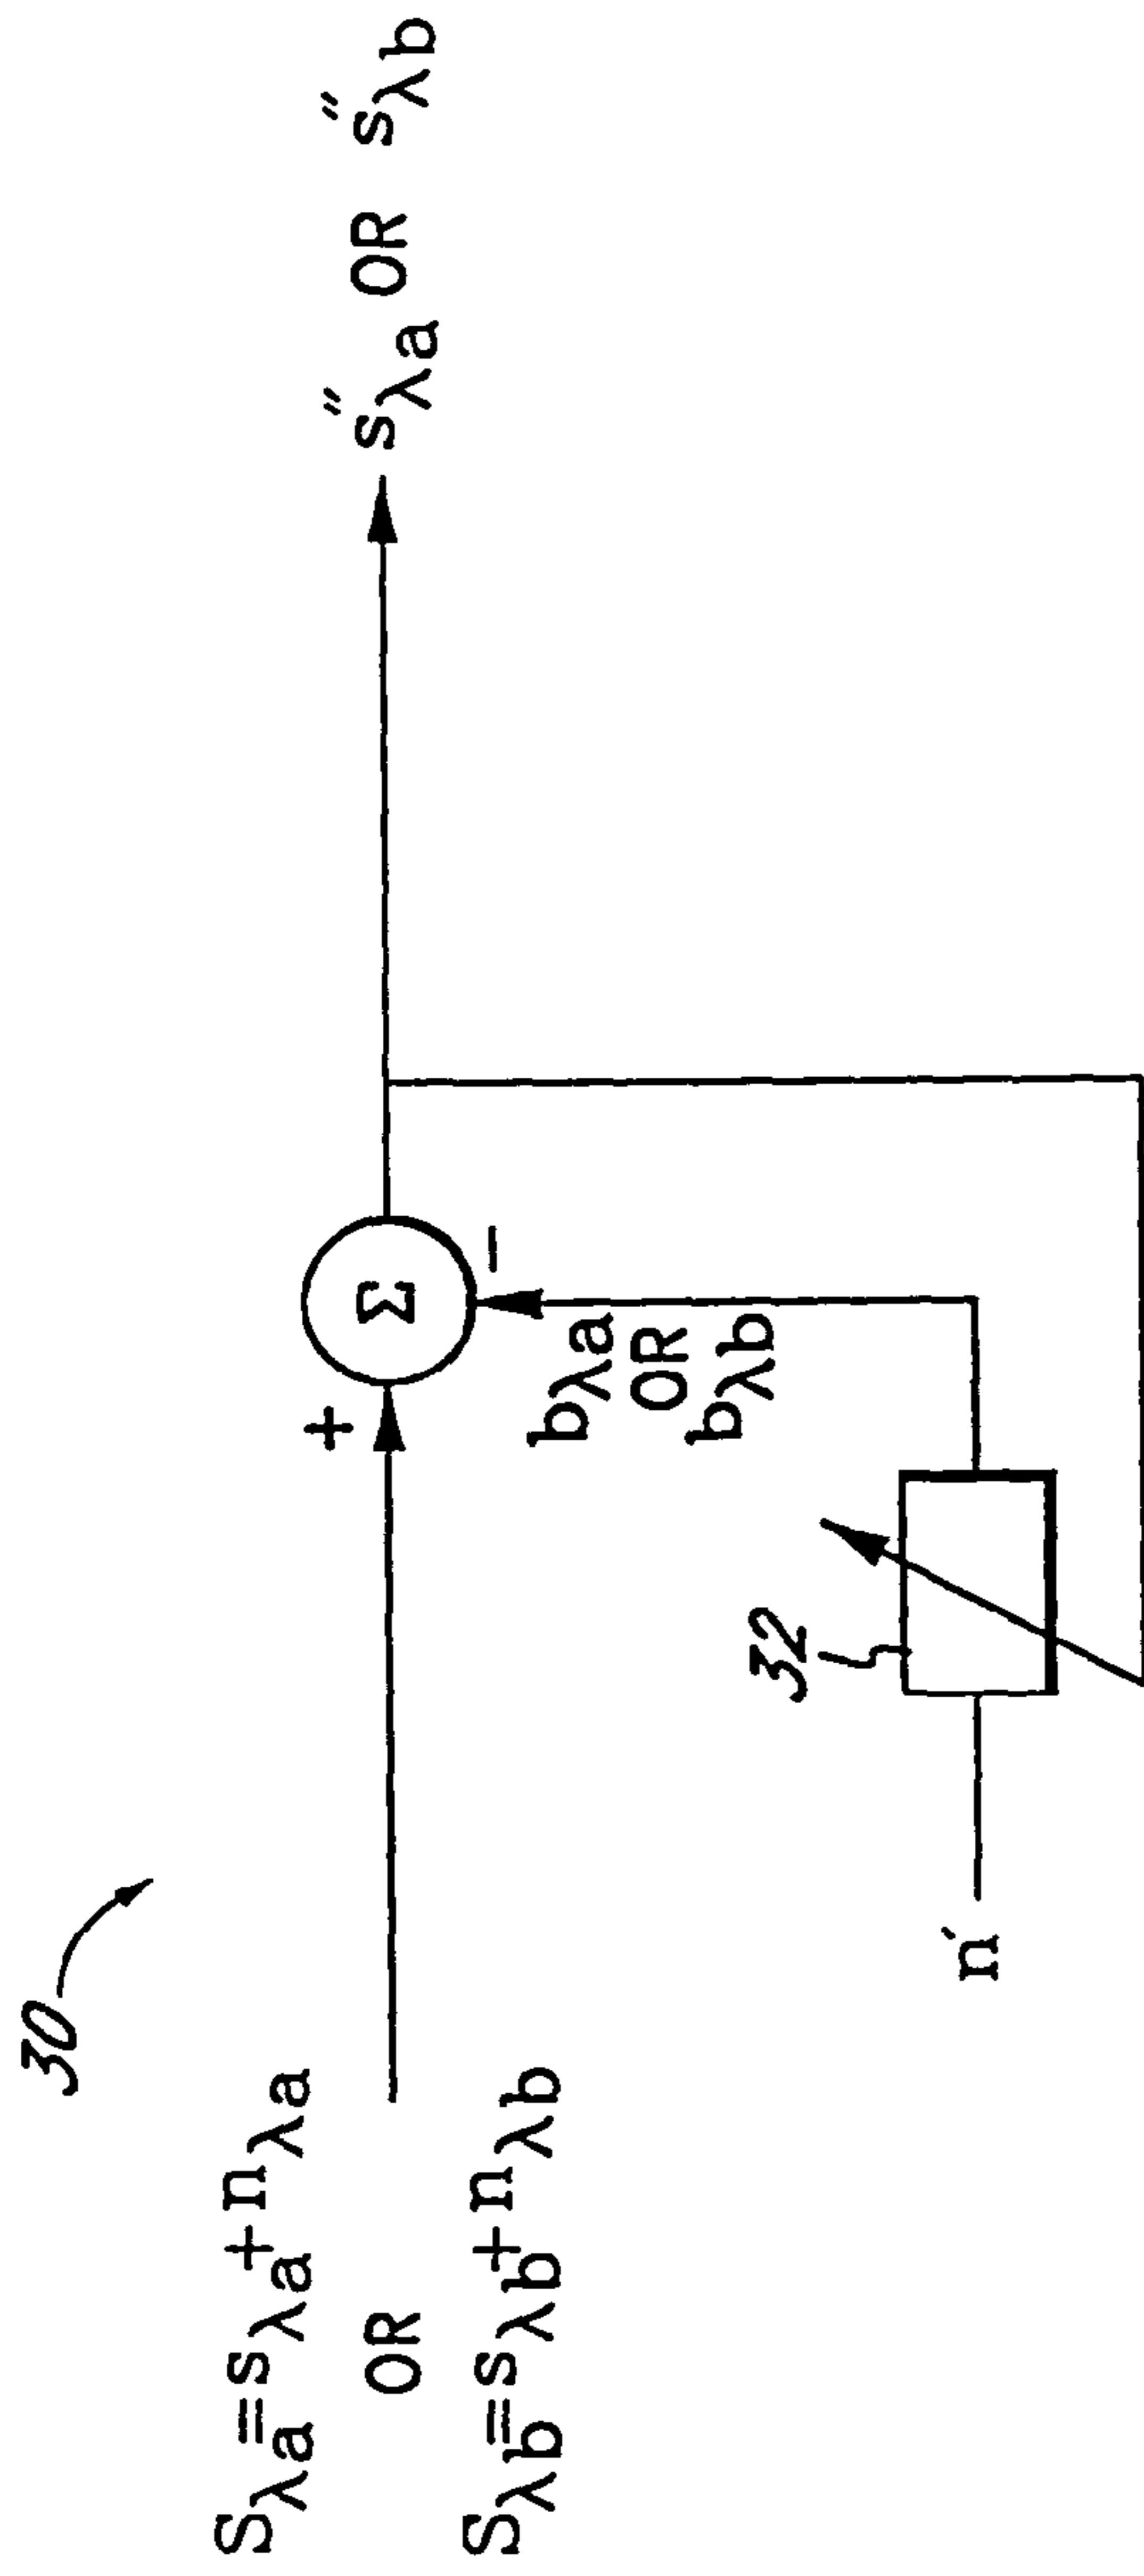 30
S_λa=s_λa+n_λa
OR
S_λb=s_λb+n_λb
+
Σ
−
s″_λa OR s″_λb
b_λa
OR
b_λb
32
n′